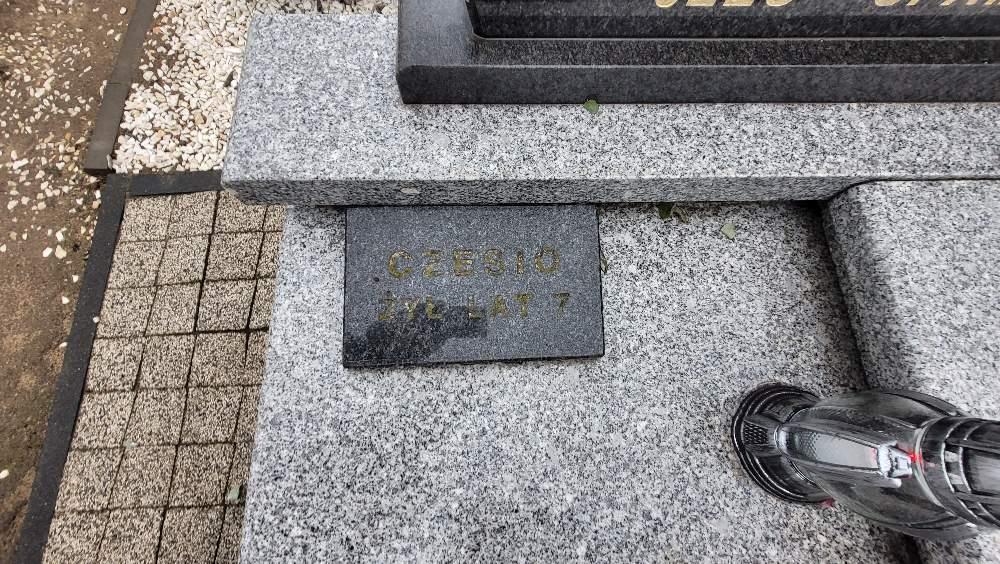 CZESIO
ŻYŁ LAT 7